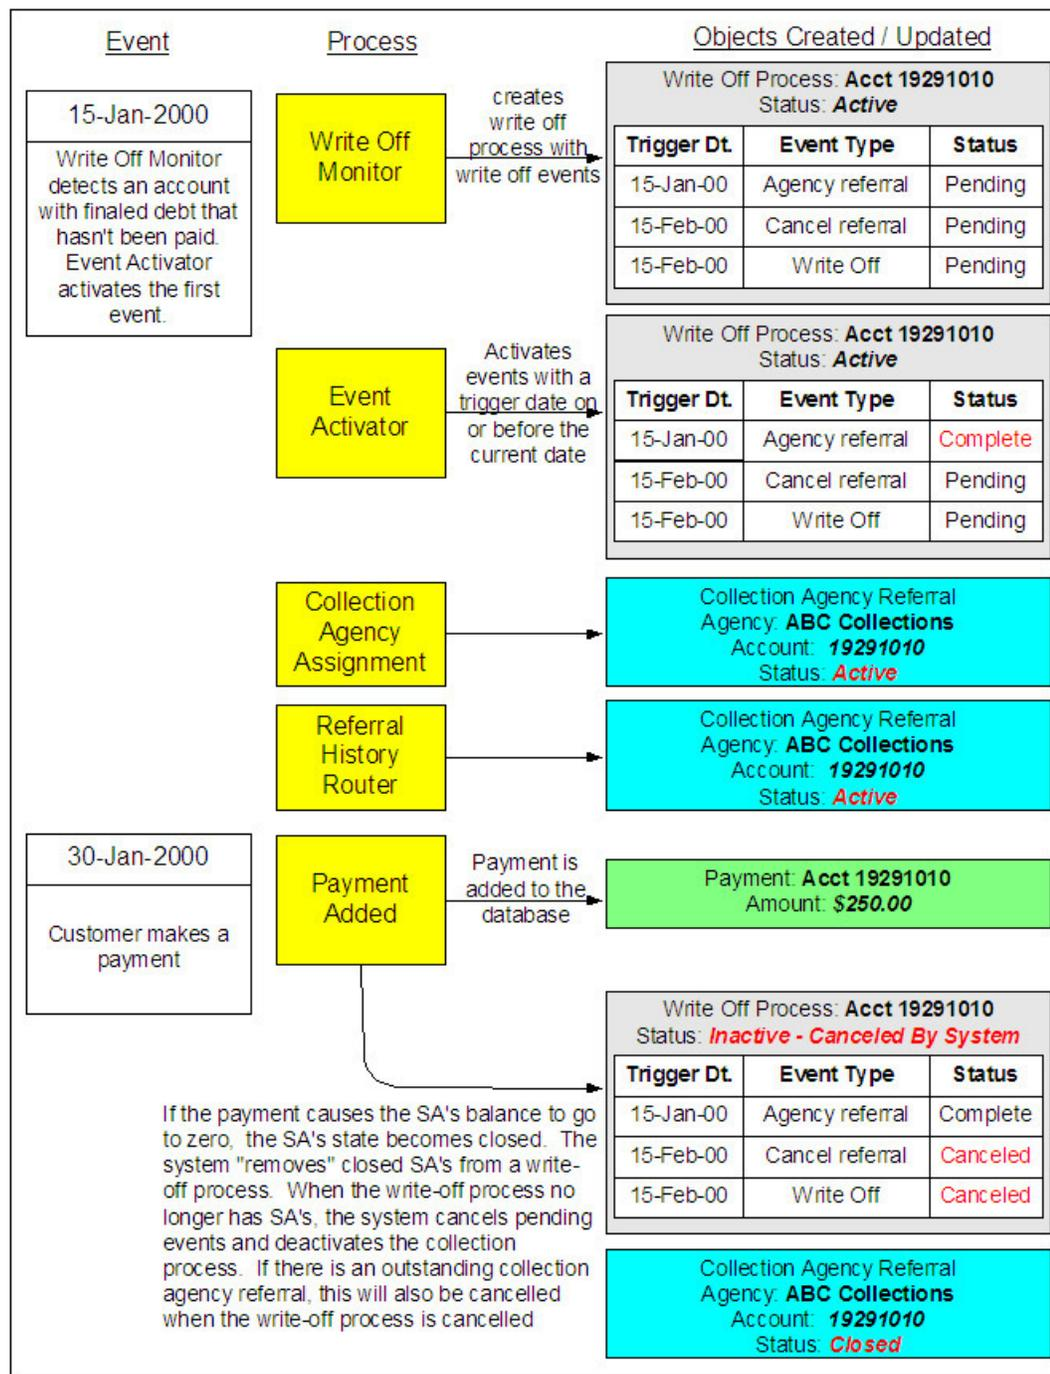 Event
Process
Objects Created / Updated
15-Jan-2000
Write Off Monitor
detects an account
with finaled debt that
hasn't been paid.
Event Activator
activates the first
event.
Write Off
Monitor
creates
write off
process with
write off events
Write Off Process: Acct 19291010
Status: Active
Trigger Dt. Event Type Status
15-Jan-00 Agency referral Pending
15-Feb-00 Cancel referral Pending
15-Feb-00 Write Off Pending
Event
Activator
Activates
events with a
trigger date on
or before the
current date
Write Off Process: Acct 19291010
Status: Active
Trigger Dt. Event Type Status
15-Jan-00 Agency referral Complete
15-Feb-00 Cancel referral Pending
15-Feb-00 Write Off Pending
Collection
Agency
Assignment
Collection Agency Referral
Agency: ABC Collections
Account: 19291010
Status: Active
Referral
History
Router
Collection Agency Referral
Agency: ABC Collections
Account: 19291010
Status: Active
30-Jan-2000
Customer makes a
payment
Payment
Added
Payment is
added to the
database
Payment: Acct 19291010
Amount: $250.00
Write Off Process: Acct 19291010
Status: Inactive - Canceled By System
Trigger Dt. Event Type Status
15-Jan-00 Agency referral Complete
15-Feb-00 Cancel referral Canceled
15-Feb-00 Write Off Canceled
If the payment causes the SA's balance to go
to zero, the SA's state becomes closed. The
system "removes" closed SA's from a write-
off process. When the write-off process no
longer has SA's, the system cancels pending
events and deactivates the collection
process. If there is an outstanding collection
agency referral, this will also be cancelled
when the write-off process is cancelled
Collection Agency Referral
Agency: ABC Collections
Account: 19291010
Status: Closed